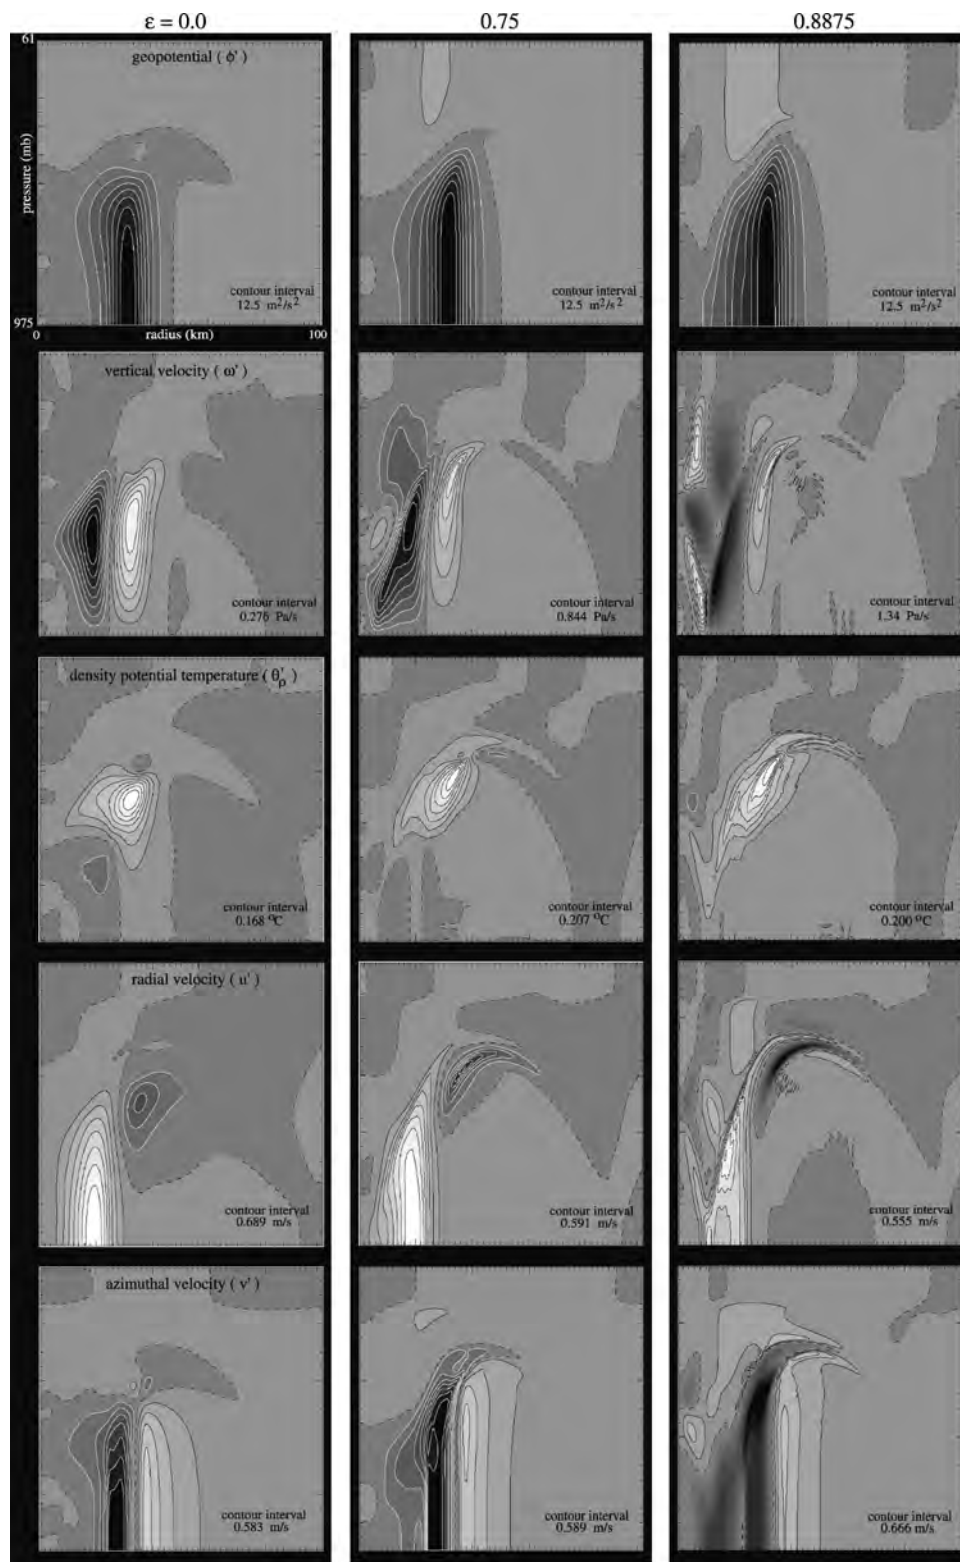 ε = 0.0 0.75 0.8875
61
geopotential ( ϕ' )
pressure (mb)
contour interval
12.5 m²/s²
contour interval
12.5 m²/s²
contour interval
12.5 m²/s²
975
0 radius (km) 100
vertical velocity ( ω' )
contour interval
0.276 Pa/s
contour interval
0.844 Pa/s
contour interval
1.34 Pa/s
density potential temperature ( θ'ρ )
contour interval
0.168 °C
contour interval
0.207 °C
contour interval
0.200 °C
radial velocity ( u' )
contour interval
0.689 m/s
contour interval
0.591 m/s
contour interval
0.555 m/s
azimuthal velocity ( v' )
contour interval
0.583 m/s
contour interval
0.589 m/s
contour interval
0.666 m/s